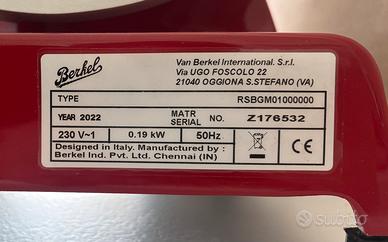 Berkel
Van Berkel International. S.r.l.
Via UGO FOSCOLO 22
21040 OGGIONA S.STEFANO (VA)
TYPE RSBGM01000000
YEAR 2022 MATR SERIAL NO. Z176532
230 V~1 0.19 kW 50Hz
Designed in Italy. Manufactured by :
Berkel Ind. Pvt. Ltd. Chennai (IN)
CE
subito